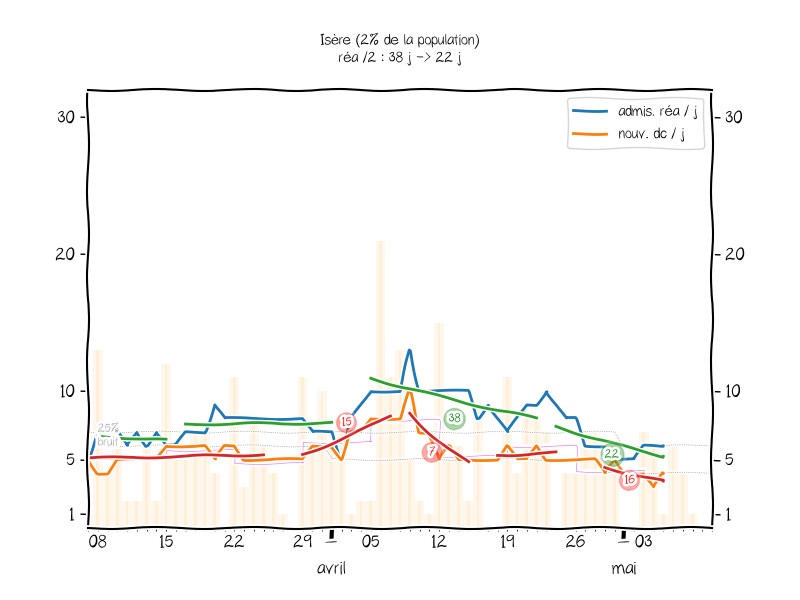 Isère (2% de la population)
réa /2 : 38 j -> 22 j
admis. réa / j
nouv. dc / j
30 30
20 20
10 10
5 5
1 1
25%
bruit
15
38
7
22
16
08 15 22 29 05 12 19 26 03
avril mai